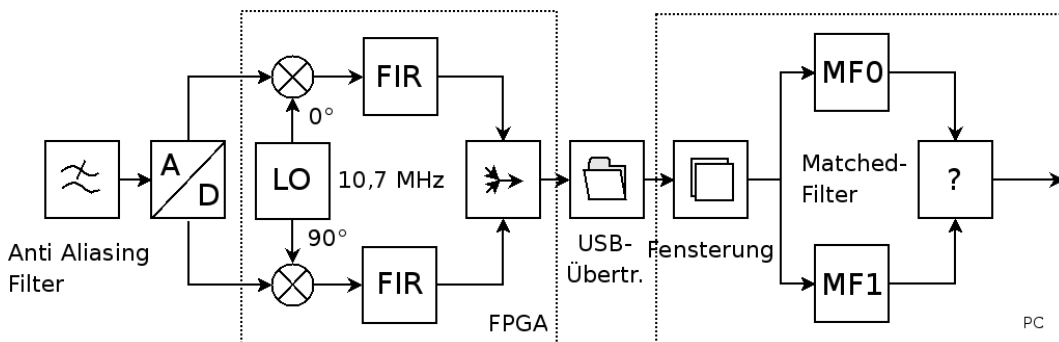 Anti Aliasing
Filter
A
D
0°
LO
10,7 MHz
90°
FIR
FIR
FPGA
USB-
Übertr.
Fensterung
MF0
Matched-
Filter
MF1
?
PC